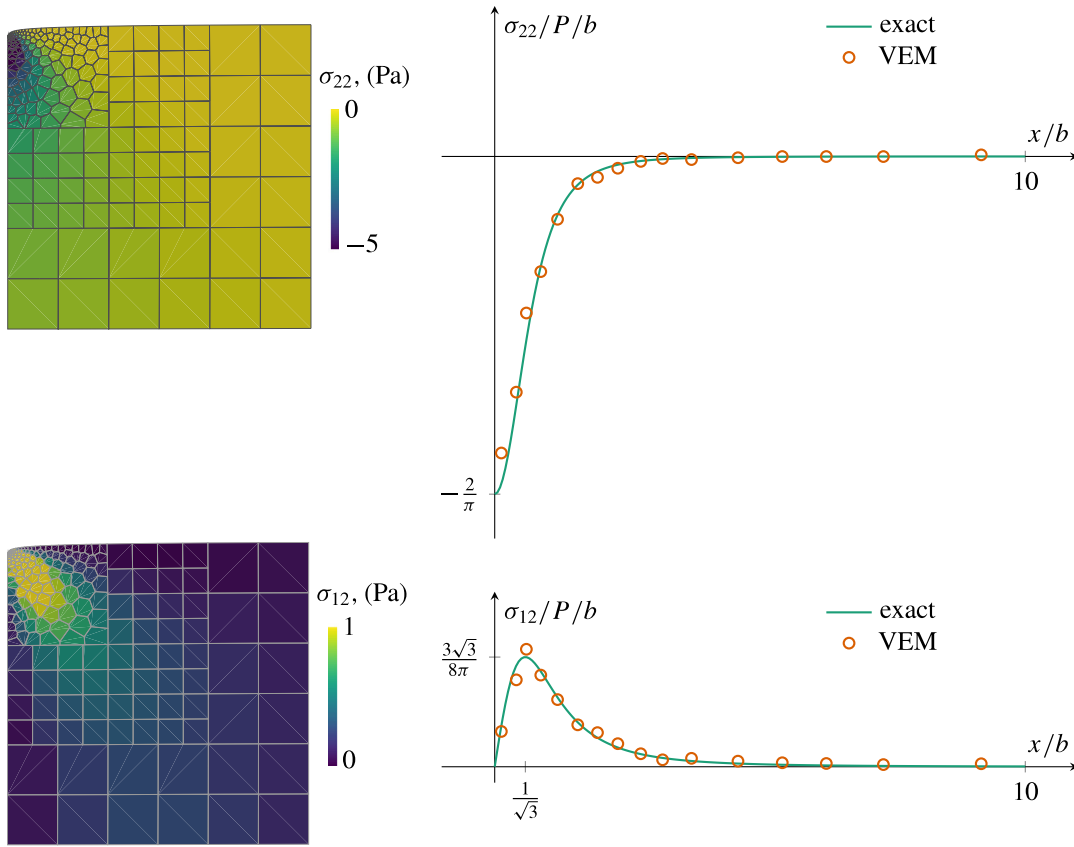 σ₂₂, (Pa)
0
−5
σ₂₂/P/b
exact
VEM
x/b
10
−2/π
σ₁₂, (Pa)
1
0
σ₁₂/P/b
exact
VEM
3√3/8π
x/b
1/√3
10